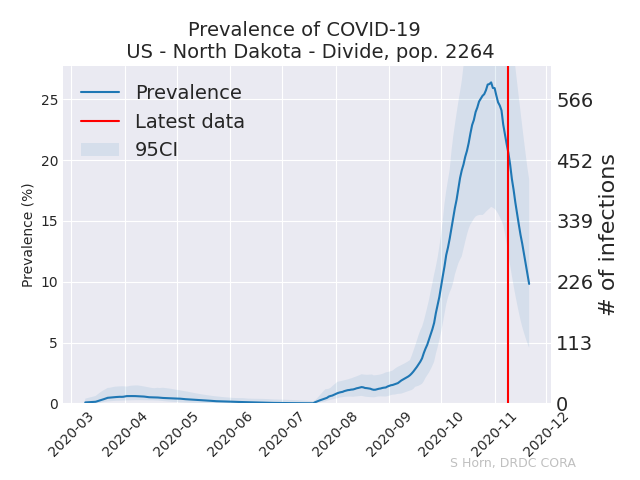 Prevalence of COVID-19
US - North Dakota - Divide, pop. 2264
Prevalence
Latest data
95CI
Prevalence (%)
25
20
15
10
5
0
566
452
339
226
113
0
# of infections
2020-03
2020-04
2020-05
2020-06
2020-07
2020-08
2020-09
2020-10
2020-11
2020-12
S Horn, DRDC CORA